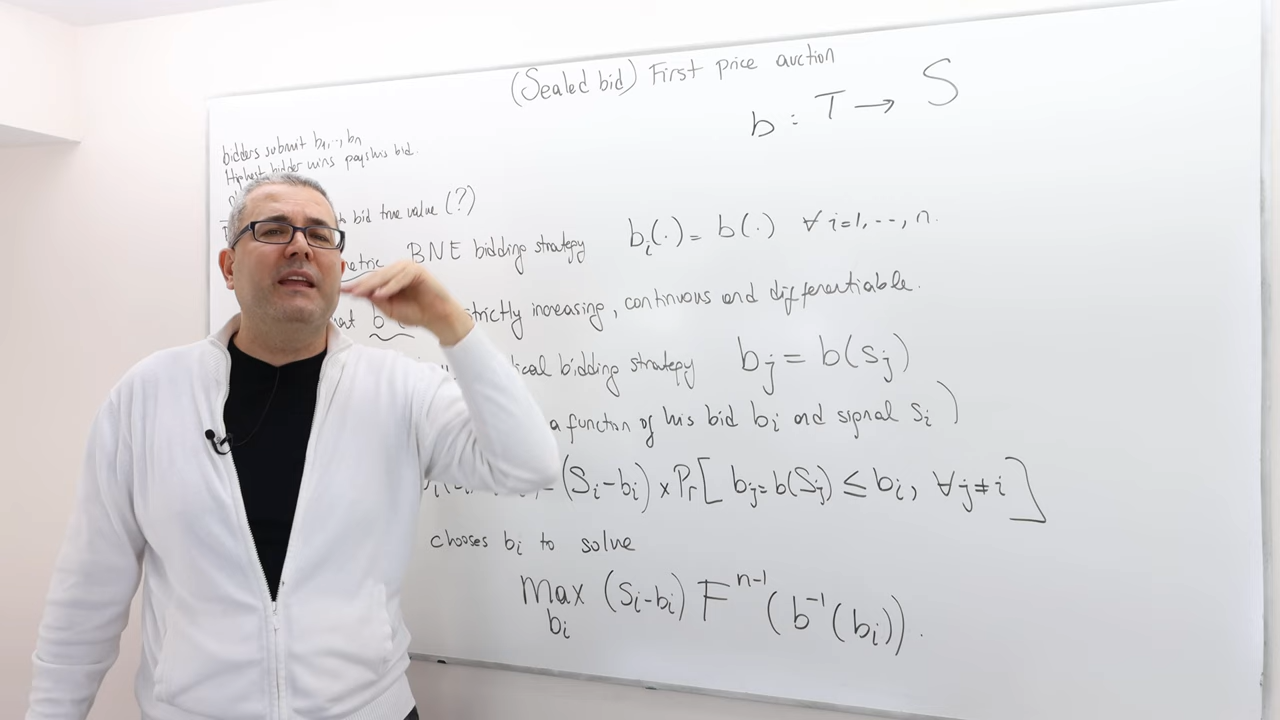 (Sealed bid) First price auction
b : T → S
bidders submit b₁,..,bₙ
Highest bidder wins pays his bid.
bid true value (?)
BNE bidding strategy bᵢ(·) = b(·) ∀ i=1, --, n.
strictly increasing, continuous and differentiable.
bidding strategy bⱼ = b(sⱼ)
a function of his bid bᵢ and signal sᵢ )
(Sᵢ-bᵢ) × Pr[ bⱼ=b(Sⱼ) ≤ bᵢ, ∀j≠i ]
chooses bᵢ to solve
max (Sᵢ-bᵢ) Fⁿ⁻¹ (b⁻¹(bᵢ)).
bᵢ